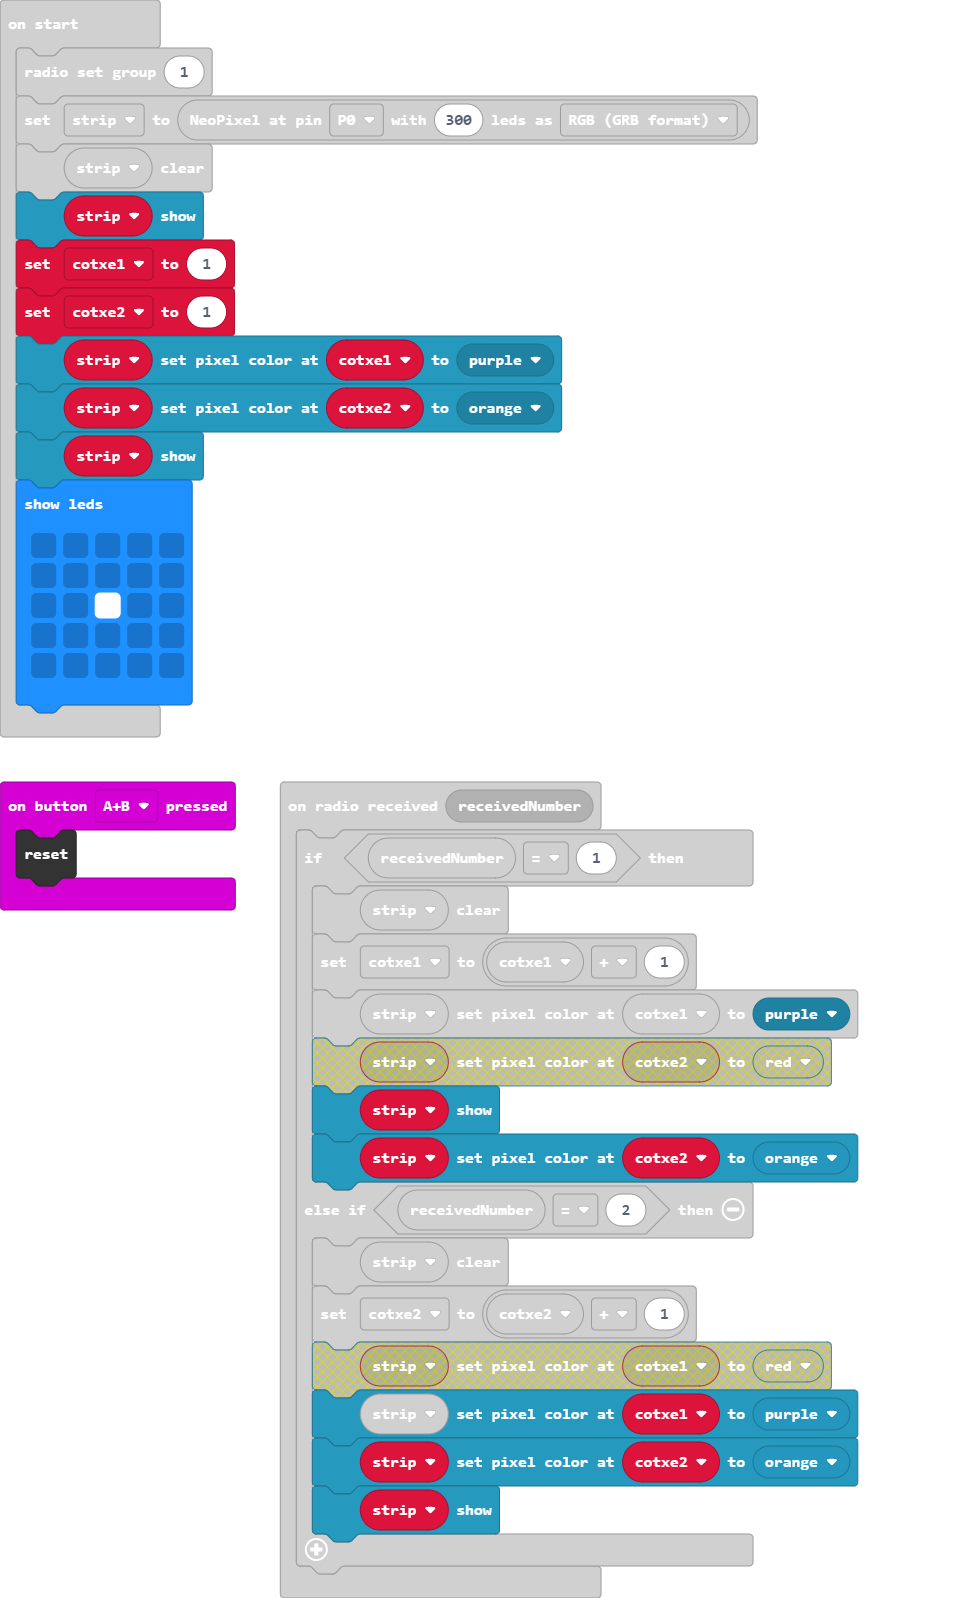 on start
radio set group 1
set strip to NeoPixel at pin P0 with 300 leds as RGB (GRB format)
strip clear
strip show
set cotxe1 to 1
set cotxe2 to 1
strip set pixel color at cotxe1 to purple
strip set pixel color at cotxe2 to orange
strip show
show leds
on button A+B pressed
reset
on radio received receivedNumber
if receivedNumber = 1 then
strip clear
set cotxe1 to cotxe1 + 1
strip set pixel color at cotxe1 to purple
strip set pixel color at cotxe2 to red
strip show
strip set pixel color at cotxe2 to orange
else if receivedNumber = 2 then
strip clear
set cotxe2 to cotxe2 + 1
strip set pixel color at cotxe1 to red
strip set pixel color at cotxe1 to purple
strip set pixel color at cotxe2 to orange
strip show